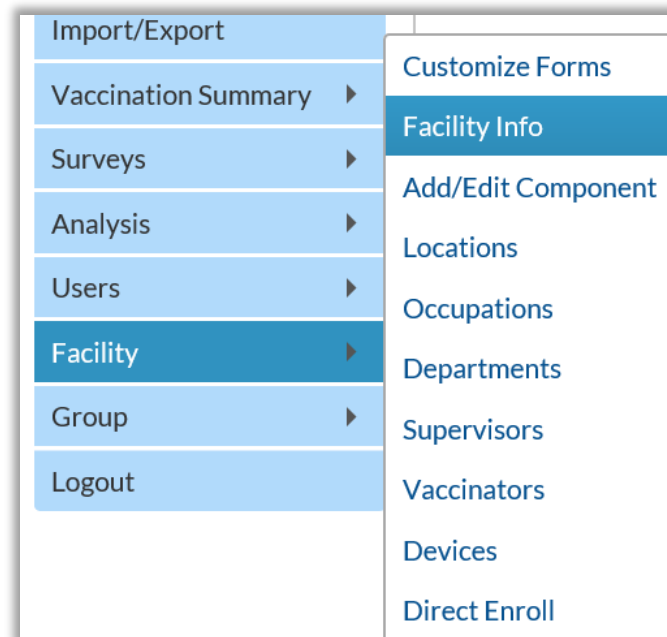 Import/Export
Vaccination Summary
Surveys
Analysis
Users
Facility
Group
Logout
Customize Forms
Facility Info
Add/Edit Component
Locations
Occupations
Departments
Supervisors
Vaccinators
Devices
Direct Enroll